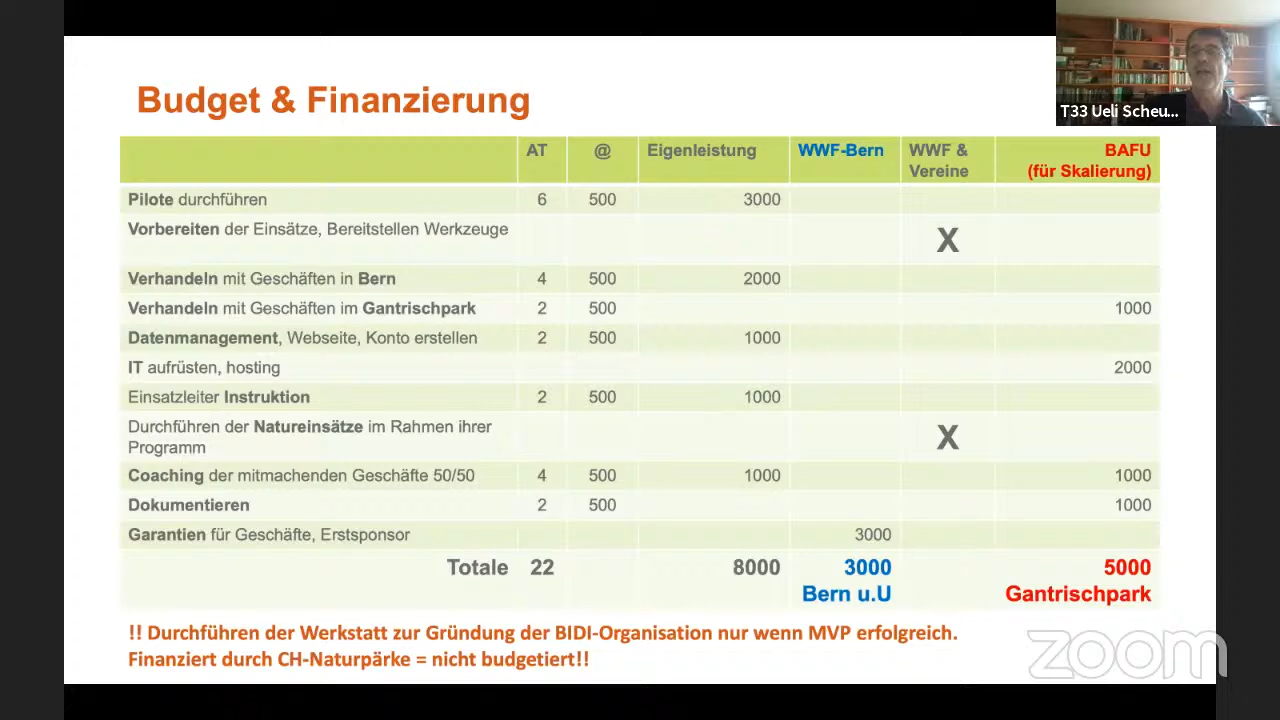 Budget & Finanzierung
T33 Ueli Scheu...
AT @ Eigenleistung WWF-Bern WWF & Vereine BAFU (für Skalierung)
Pilote durchführen 6 500 3000
Vorbereiten der Einsätze, Bereitstellen Werkzeuge X
Verhandeln mit Geschäften in Bern 4 500 2000
Verhandeln mit Geschäften im Gantrischpark 2 500 1000
Datenmanagement, Webseite, Konto erstellen 2 500 1000
IT aufrüsten, hosting 2000
Einsatzleiter Instruktion 2 500 1000
Durchführen der Natureinsätze im Rahmen ihrer
Programm X
Coaching der mitmachenden Geschäfte 50/50 4 500 1000 1000
Dokumentieren 2 500 1000
Garantien für Geschäfte, Erstsponsor 3000
Totale 22 8000 3000 5000
Bern u.U Gantrischpark
!! Durchführen der Werkstatt zur Gründung der BIDI-Organisation nur wenn MVP erfolgreich.
Finanziert durch CH-Naturpärke = nicht budgetiert!!
zoom